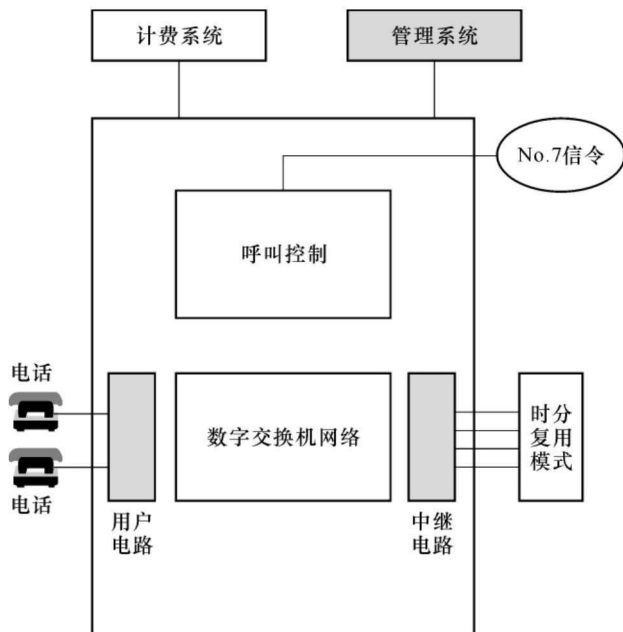 计费系统
管理系统
No.7信令
呼叫控制
电话
数字交换机网络
时分
复用
模式
电话
用户
电路
中继
电路